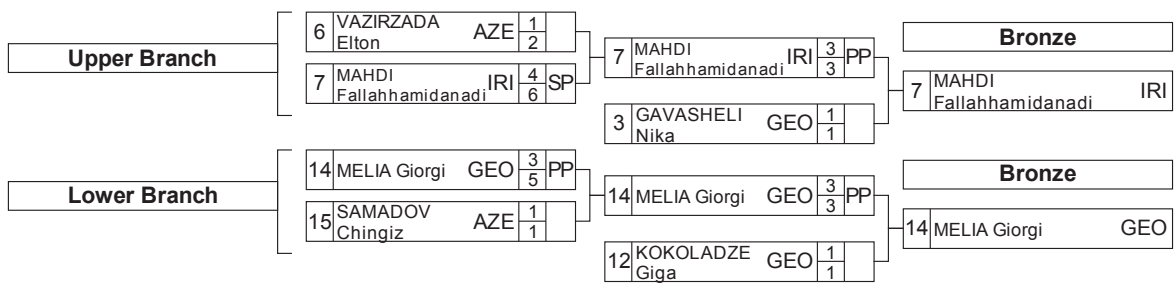 6 VAZIRZADA Elton AZE 1 2
Upper Branch
7 MAHDI Fallahhamidanadi IRI 4 6 SP
7 MAHDI Fallahhamidanadi IRI 3 3 PP
3 GAVASHELI Nika GEO 1 1
Bronze
7 MAHDI Fallahhamidanadi IRI
14 MELIA Giorgi GEO 3 5 PP
Lower Branch
15 SAMADOV Chingiz AZE 1 1
14 MELIA Giorgi GEO 3 3 PP
12 KOKOLADZE Giga GEO 1 1
Bronze
14 MELIA Giorgi GEO